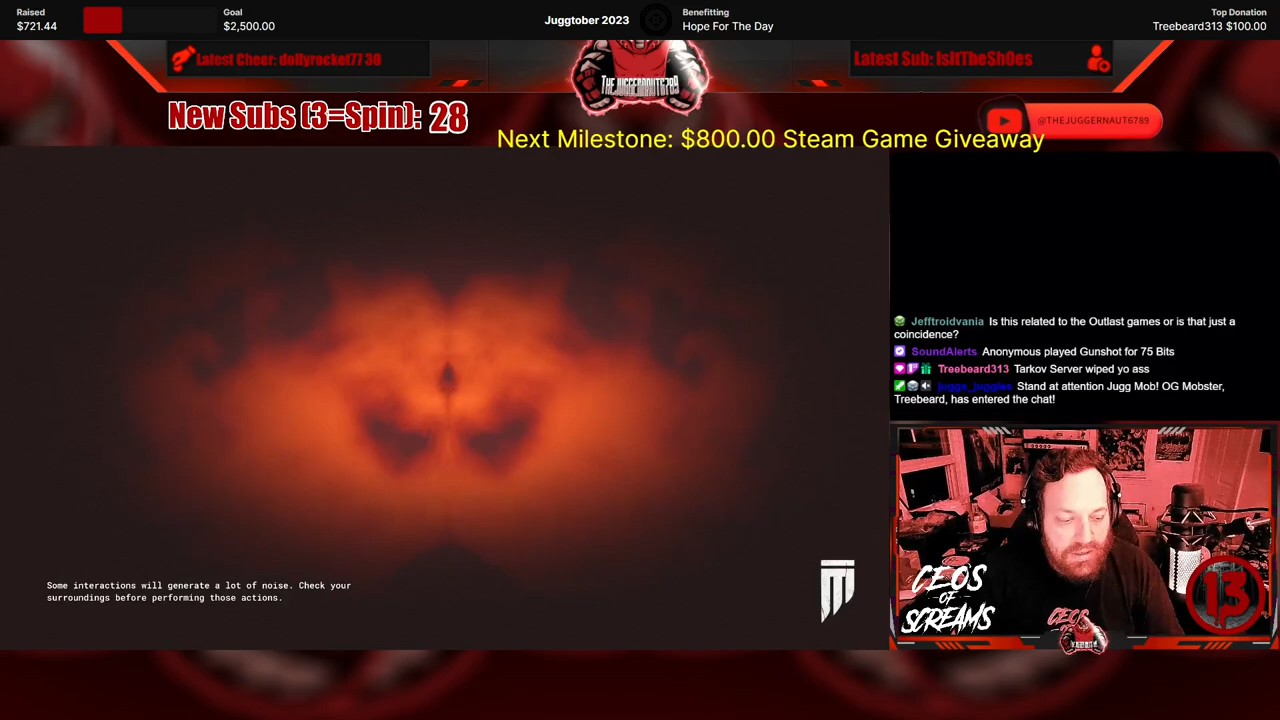 Raised
$721.44
Goal
$2,500.00
Juggtober 2023
Benefitting
Hope For The Day
Top Donation
Treebeard313 $100.00
Latest Cheer: dollyrocket77 30
THEJUGGERNAUT6789
Latest Sub: IsItTheSh0es
New Subs (3=Spin): 28
@THEJUGGERNAUT6789
Next Milestone: $800.00 Steam Game Giveaway
Jefftroidvania Is this related to the Outlast games or is that just a
coincidence?
SoundAlerts Anonymous played Gunshot for 75 Bits
Treebeard313 Tarkov Server wiped yo ass
juggs_juggles Stand at attention Jugg Mob! OG Mobster,
Treebeard, has entered the chat!
Some interactions will generate a lot of noise. Check your
surroundings before performing those actions.
CEOS
OF
SCREAMS
CEOS
13